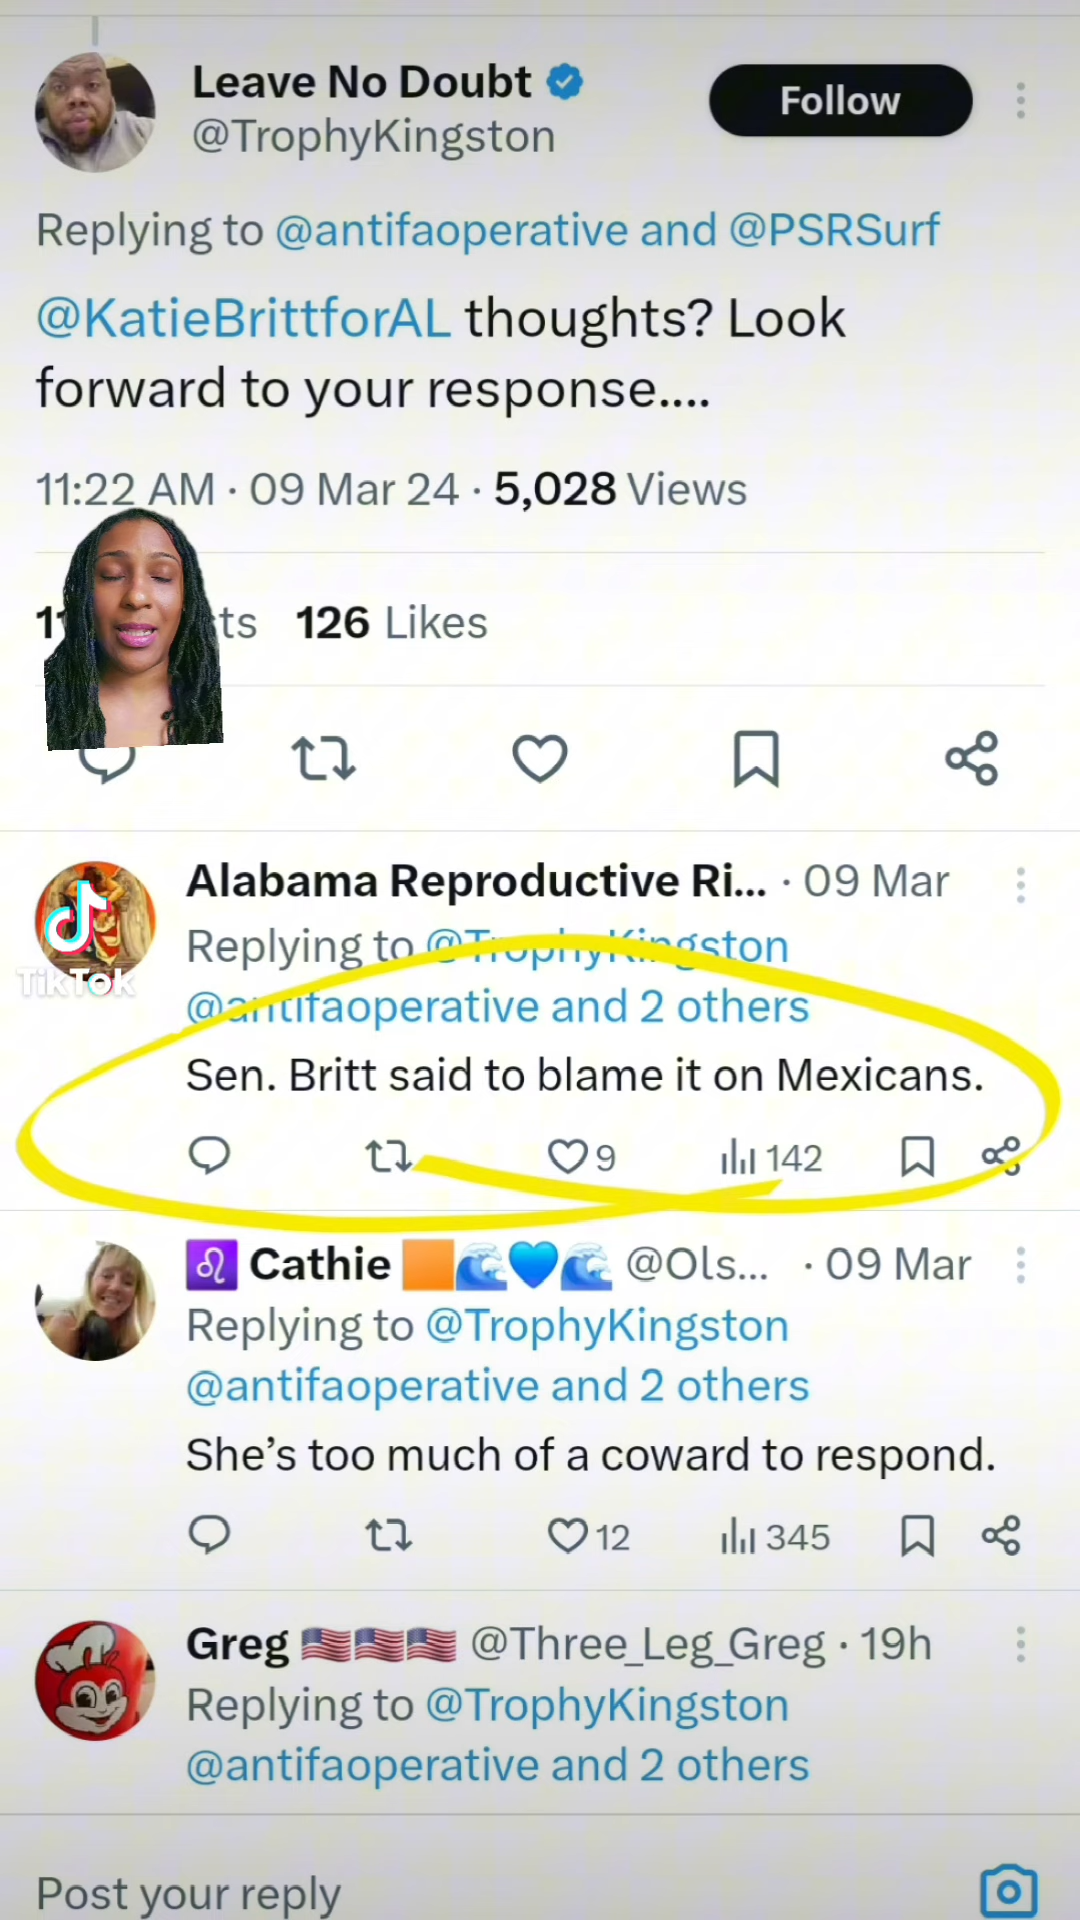 Leave No Doubt
Follow
@TrophyKingston
Replying to @antifaoperative and @PSRSurf
@KatieBrittforAL thoughts? Look
forward to your response....
11:22 AM · 09 Mar 24 · 5,028 Views
126 Likes
Alabama Reproductive Ri... · 09 Mar
Replying to @TrophyKingston
@antifaoperative and 2 others
TikTok
Sen. Britt said to blame it on Mexicans.
9 142
♌ Cathie 🟧🌊💙🌊 @Ols... · 09 Mar
Replying to @TrophyKingston
@antifaoperative and 2 others
She's too much of a coward to respond.
12 345
Greg 🇺🇸🇺🇸🇺🇸 @Three_Leg_Greg · 19h
Replying to @TrophyKingston
@antifaoperative and 2 others
Post your reply